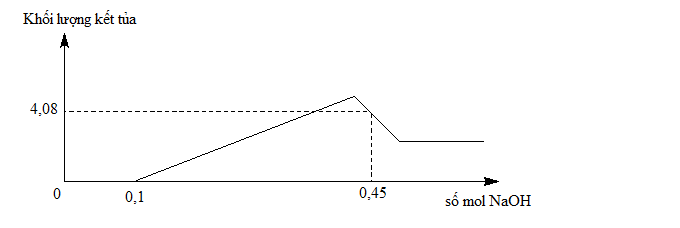 Khối lượng kết tủa
4,08
0
0,1
0,45
số mol NaOH